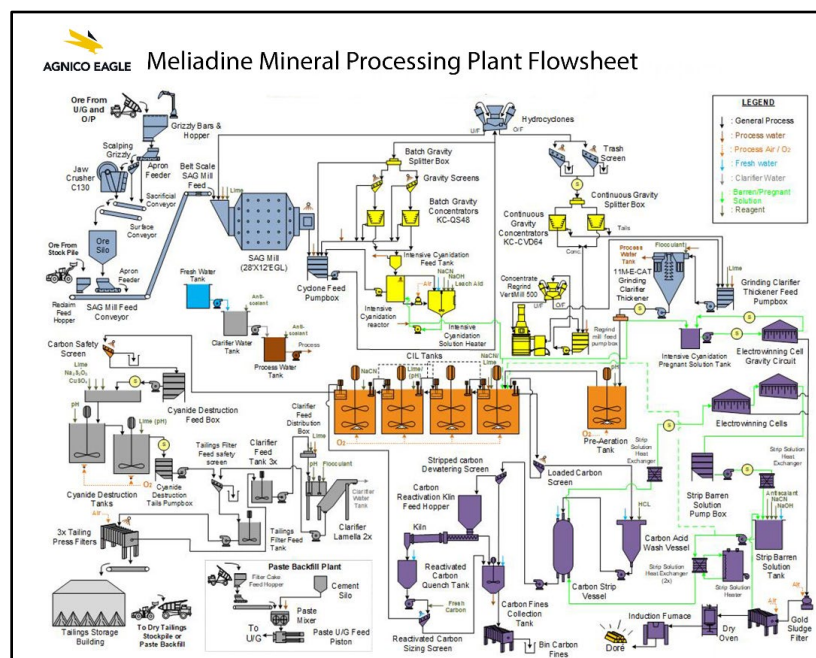 AGNICO EAGLE
Meliadine Mineral Processing Plant Flowsheet
Ore From
U/G and
O/P
Grizzly Bars &
Hopper
Scalping
Grizzly
Jaw
Crusher
C130
Apron
Feeder
Belt Scale
SAG Mill
Feed
Lime
Sacrificial
Conveyor
Surface
Conveyor
Ore
Silo
Ore From
Stock Pile
Apron
Feeder
Reclaim
Feed
Hopper
SAG Mill Feed
Conveyor
SAG Mill
(28'X12'EGL)
Hydrocyclones
U/F
O/F
Batch Gravity
Splitter Box
Gravity Screens
Batch Gravity
Concentrators
KC-QS48
Cyclone Feed
Pumpbox
Intensive Cyanidation
Feed Tank
NaCN
NaOH
Leach Aid
Air
Intensive
Cyanidation
reactor
Intensive
Cyanidation
Solution Heater
Trash
Screen
S
Continuous Gravity
Splitter Box
Continuous
Gravity
Concentrators
KC-CVD64
Tails
Conc.
Concentrate
Regrind
VertiMill 500
U/F
O/F
Regrind
mill feed
pump box
LEGEND
: General Process
: Process water
: Process Air / O2
: Fresh water
: Clarifer Water
: Barren/Pregnant
Solution
: Reagent
Process
Water
Tank
Flocculant
Lime
11M-E-CAT
Grinding
Clarifier
Thickener
Grinding Clarifier
Thickener Feed
Pumpbox
S
S
Intensive Cyanidation
Pregnant Solution Tank
Electrowinning Cell
Gravity Circuit
Fresh Water
Tank
Anti-
scalant
Clarifier Water
Tank
Anti-
scalant
Process
Process Water
Tank
Carbon Safety
Screen
Lime
Na2S2O5
CuSO4
S
Cyanide Destruction
Feed Box
pH
Lime (pH)
S
O2
Cyanide Destruction
Tanks
Cyanide
Destruction
Tails Pumpbox
Tailings Filter
Feed safety
screen
Clarifier
Feed
Tank 3x
Clarifier
Feed
Distribution
Box
Lime
pH
Flocculant
Clarifier
Water
Tank
Clarifier
Lamella 2x
Tailings Filter
Feed Tank
Air
3x Tailing
Press Filters
Tailings Storage
Building
To Dry Tailings
Stockpile or
Paste Backfill
Paste Backfill Plant
Filter Cake
Feed Hopper
Cement
Silo
Paste
Mixer
To
U/G
Paste U/G Feed
Piston
CIL Tanks
NaCN
Lime
(pH)
NaCN
Lime
O2
pH
O2
Pre-Aeration Tank
Stripped carbon
Dewatering Screen
Carbon
Reactivation Kiln
Feed Hopper
Kiln
Reactivated
Carbon
Quench Tank
Fresh Carbon
Reactivated Carbon
Sizing Screen
Carbon Fines
Collection
Tank
Bin Carbon
Fines
Loaded Carbon
Screen
HCL
Carbon Acid
Wash Vessel
Carbon Strip
Vessel
S
S
Electrowinning Cells
Strip
Solution
Heat
Exchanger
Strip Solution
Heat Exchanger
Strip Barren
Solution
Pump Box
Antiscalant
NaCN
NaOH
Strip Barren
Solution
Tank
Strip Solution
Heat Exchanger
(2x)
Strip Solution
Heater
Air
Air
Gold
Sludge
Filter
Dry
Oven
Induction Furnace
Doré